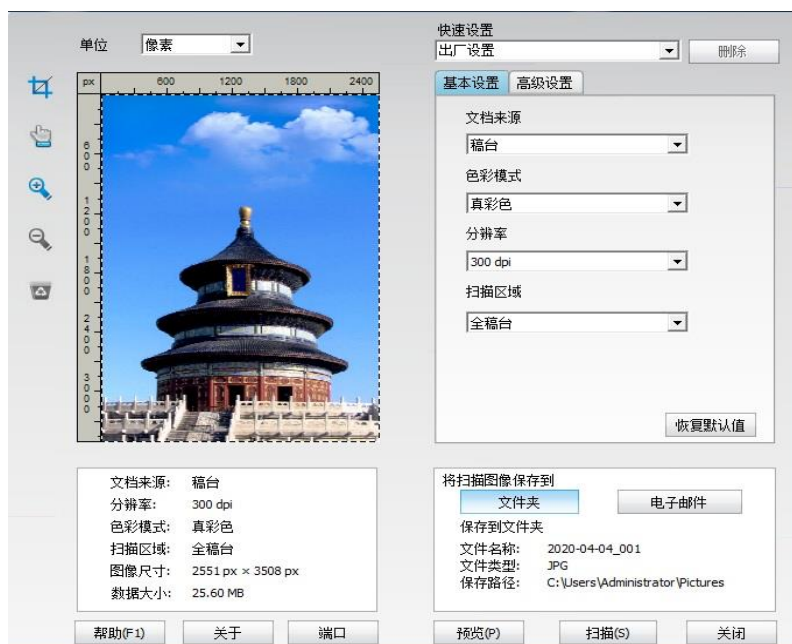 单位
像素
px
600
1200
1800
2400
600
1200
1800
2400
3000
快速设置
出厂设置
删除
基本设置
高级设置
文档来源
稿台
色彩模式
真彩色
分辨率
300 dpi
扫描区域
全稿台
恢复默认值
文档来源: 稿台
分辨率: 300 dpi
色彩模式: 真彩色
扫描区域: 全稿台
图像尺寸: 2551 px × 3508 px
数据大小: 25.60 MB
将扫描图像保存到
文件夹
电子邮件
保存到文件夹
文件名称: 2020-04-04_001
文件类型: JPG
保存路径: C:\Users\Administrator\Pictures
帮助(F1)
关于
端口
预览(P)
扫描(S)
关闭